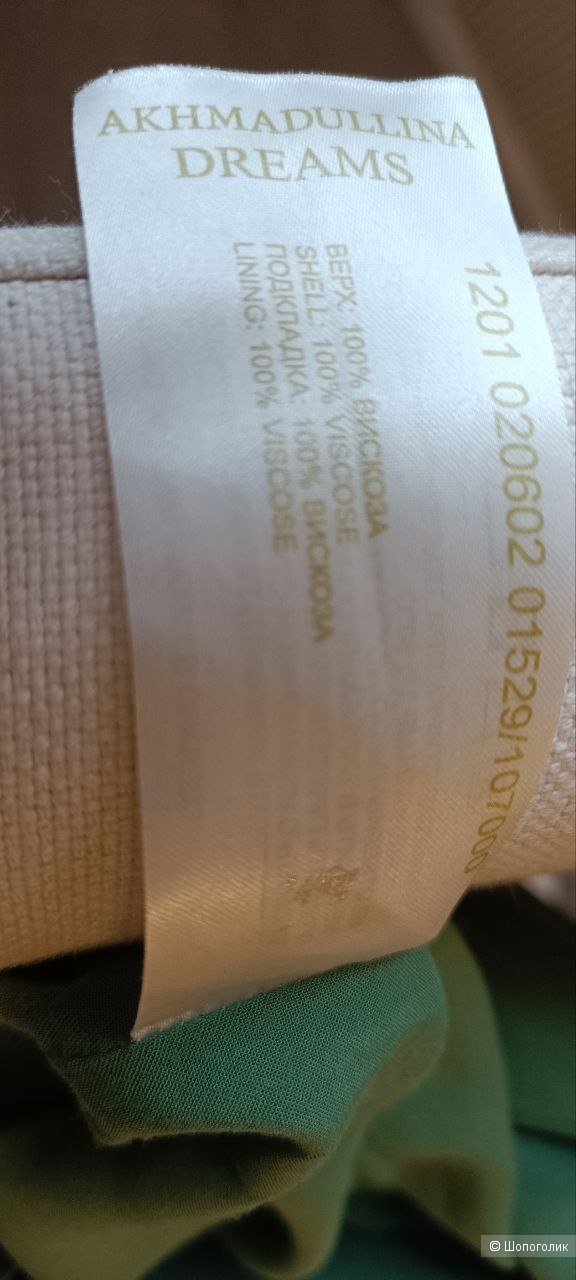 AKHMADULLINA
DREAMS
ВЕРХ: 100% ВИСКОЗА
SHELL: 100% VISCOSE
ПОДКЛАДКА: 100% ВИСКОЗА
LINING: 100% VISCOSE
1201 020602 01529/107000
© Шопоголик